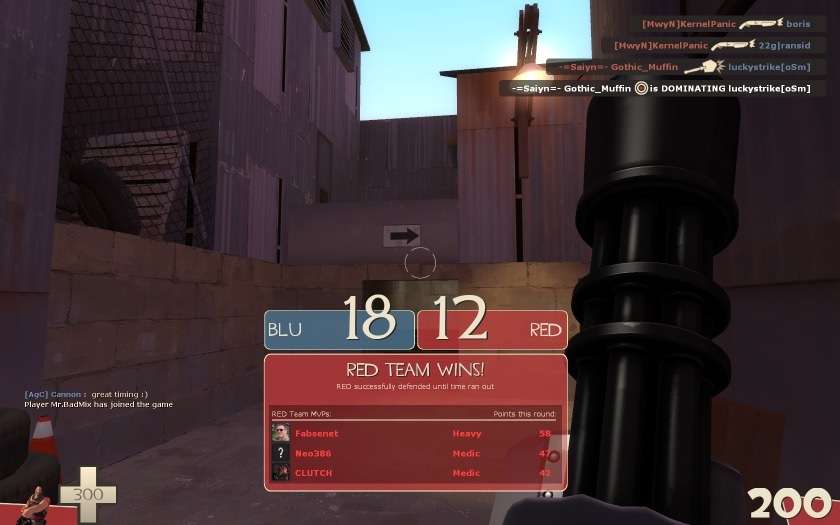 [MwyN]KernelPanic boris
[MwyN]KernelPanic 22g|ransid
-=Saiyn=- Gothic_Muffin luckystrike[oSm]
-=Saiyn=- Gothic_Muffin is DOMINATING luckystrike[oSm]
BLU 18 12 RED
RED TEAM WINS!
RED successfully defended until time ran out
RED Team MVPs: Points this round:
Fabsenet Heavy 58
Neo386 Medic
CLUTCH Medic 42
[AgC] Cannon : great timing :)
Player Mr.BadMix has joined the game
300
200